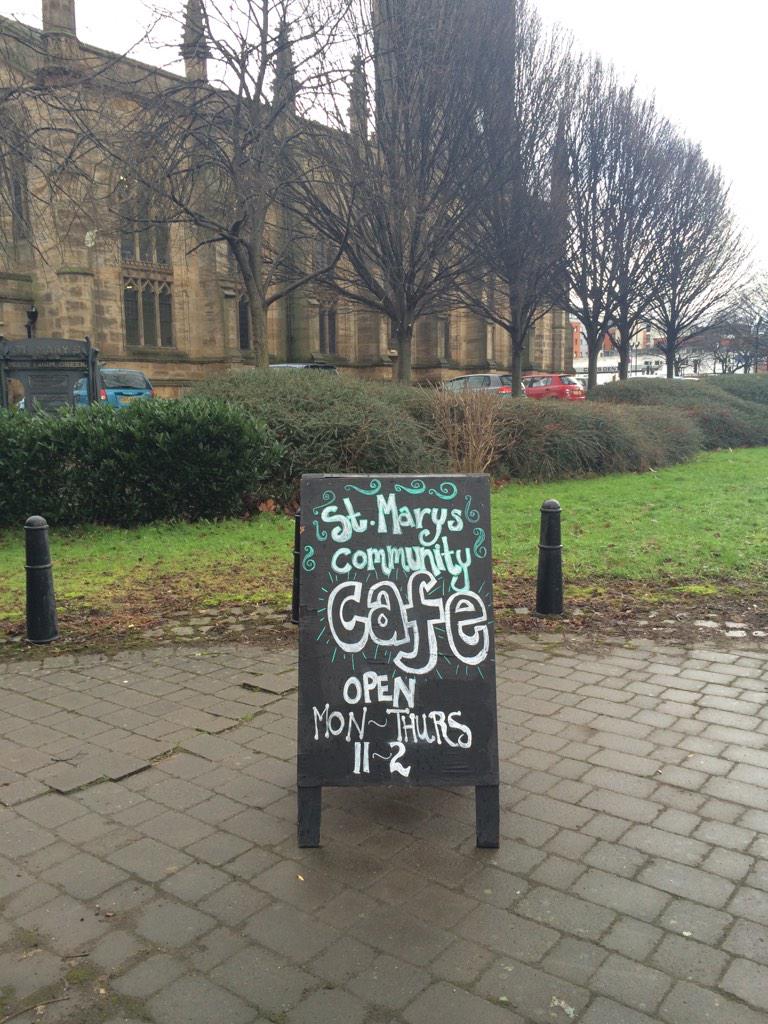 St. Marys
community
cafe
OPEN
MON~THURS
11~2